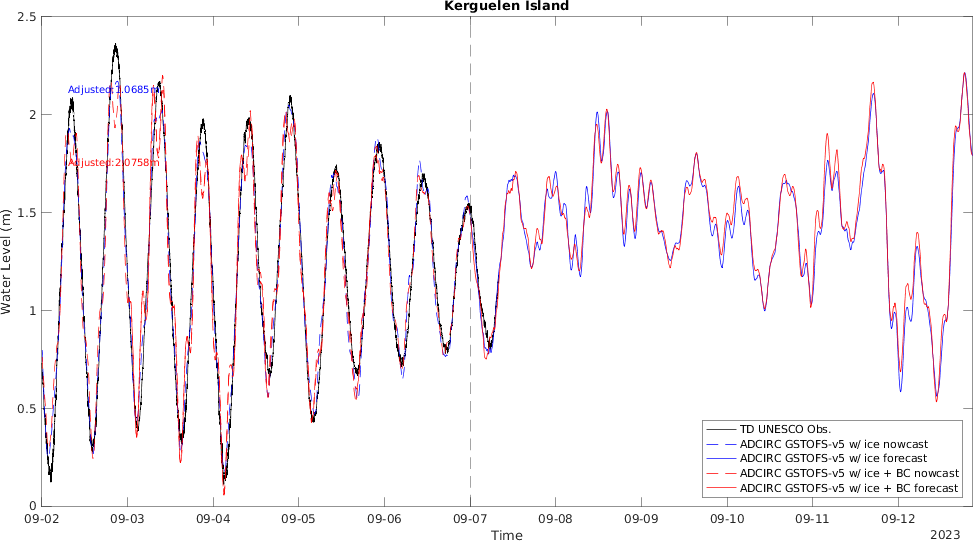 Kerguelen Island
2.5
2
1.5
1
0.5
0
Water Level (m)
Adjusted:1.0685m
Adjusted:2.0758m
TD UNESCO Obs.
ADCIRC GSTOFS-v5 w/ ice nowcast
ADCIRC GSTOFS-v5 w/ ice forecast
ADCIRC GSTOFS-v5 w/ ice + BC nowcast
ADCIRC GSTOFS-v5 w/ ice + BC forecast
09-02 09-03 09-04 09-05 09-06 09-07 09-08 09-09 09-10 09-11 09-12
Time
2023